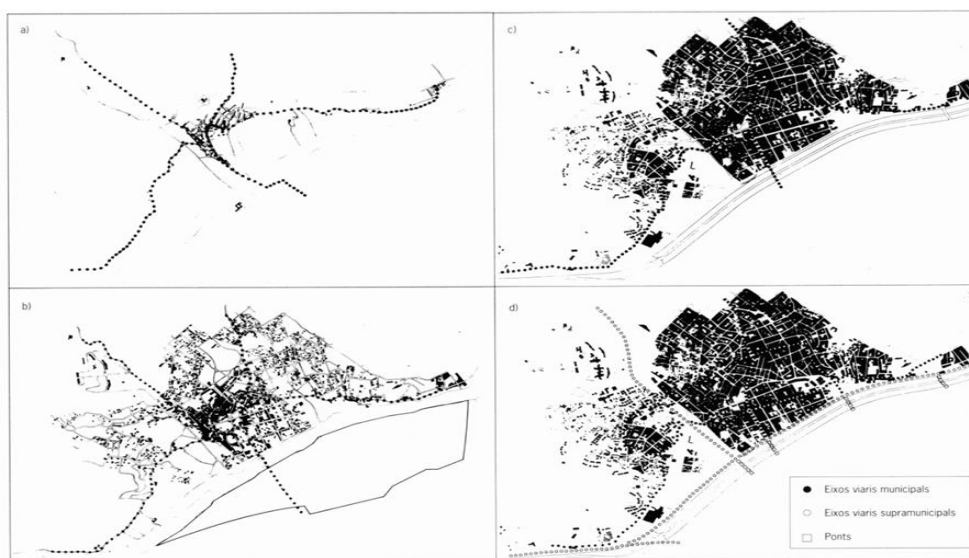 a)
c)
b)
d)
Eixos viaris municipals
Eixos viaris supramunicipals
Ponts